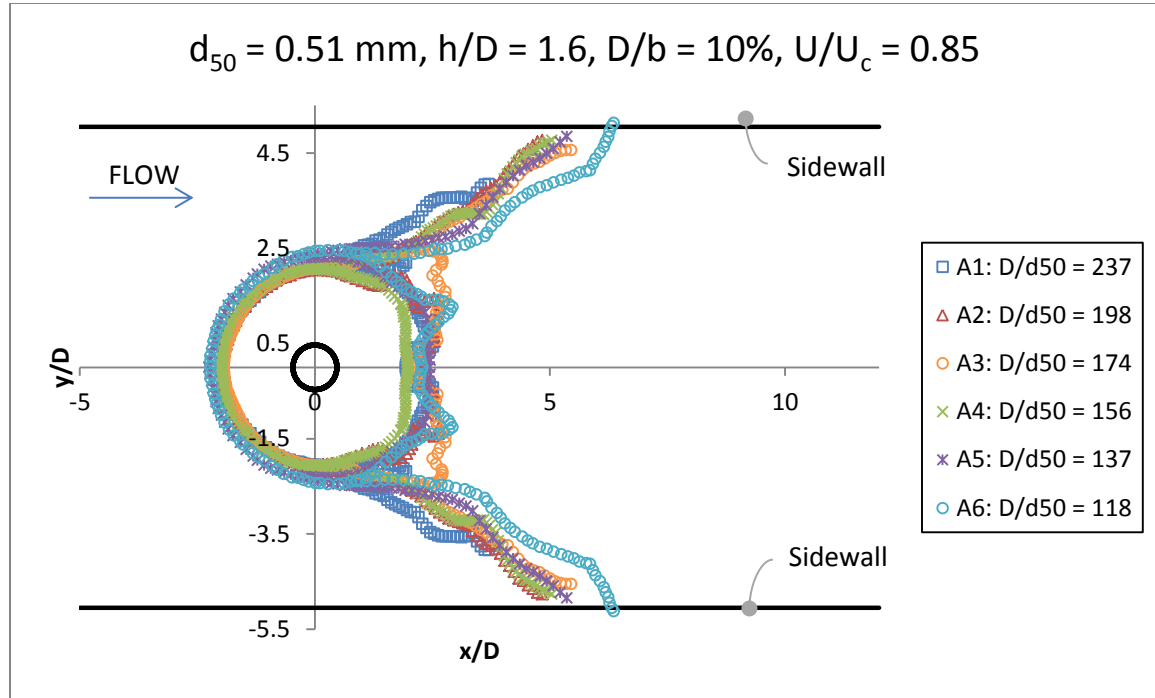 d50 = 0.51 mm, h/D = 1.6, D/b = 10%, U/Uc = 0.85
4.5
Sidewall
FLOW
2.5
A1: D/d50 = 237
A2: D/d50 = 198
A3: D/d50 = 174
A4: D/d50 = 156
A5: D/d50 = 137
A6: D/d50 = 118
0.5
y/D
-5
0
5
10
-1.5
-3.5
Sidewall
-5.5
x/D